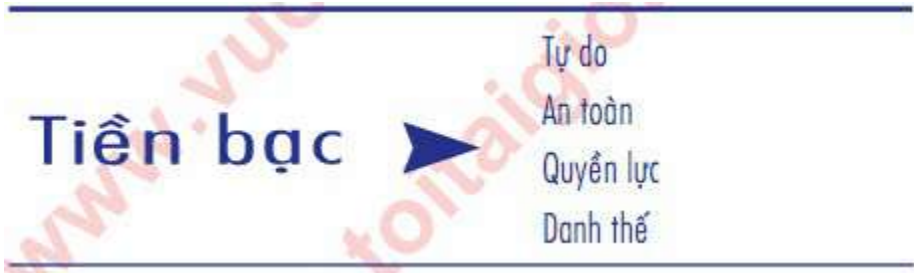 Tiền bạc
Tự do
An toàn
Quyền lực
Danh thế